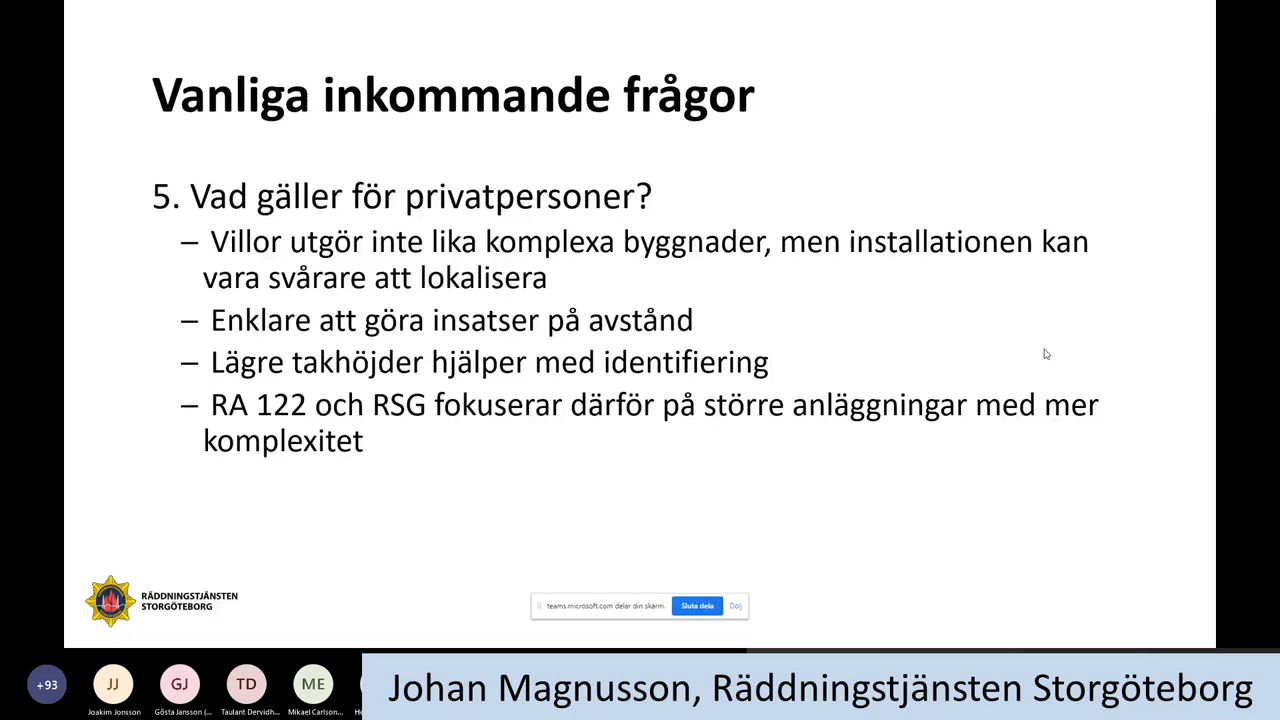 Vanliga inkommande frågor
5. Vad gäller för privatpersoner?
– Villor utgör inte lika komplexa byggnader, men installationen kan
vara svårare att lokalisera
– Enklare att göra insatser på avstånd
– Lägre takhöjder hjälper med identifiering
– RA 122 och RSG fokuserar därför på större anläggningar med mer
komplexitet
RÄDDNINGSTJÄNSTEN
STORGÖTEBORG
teams.microsoft.com delar din skärm.
Sluta dela
Dölj
+93
JJ
GJ
TD
ME
Joakim Jonsson
Gösta Jansson (...
Taulant Dervidh...
Mikael Carlson...
Johan Magnusson, Räddningstjänsten Storgöteborg